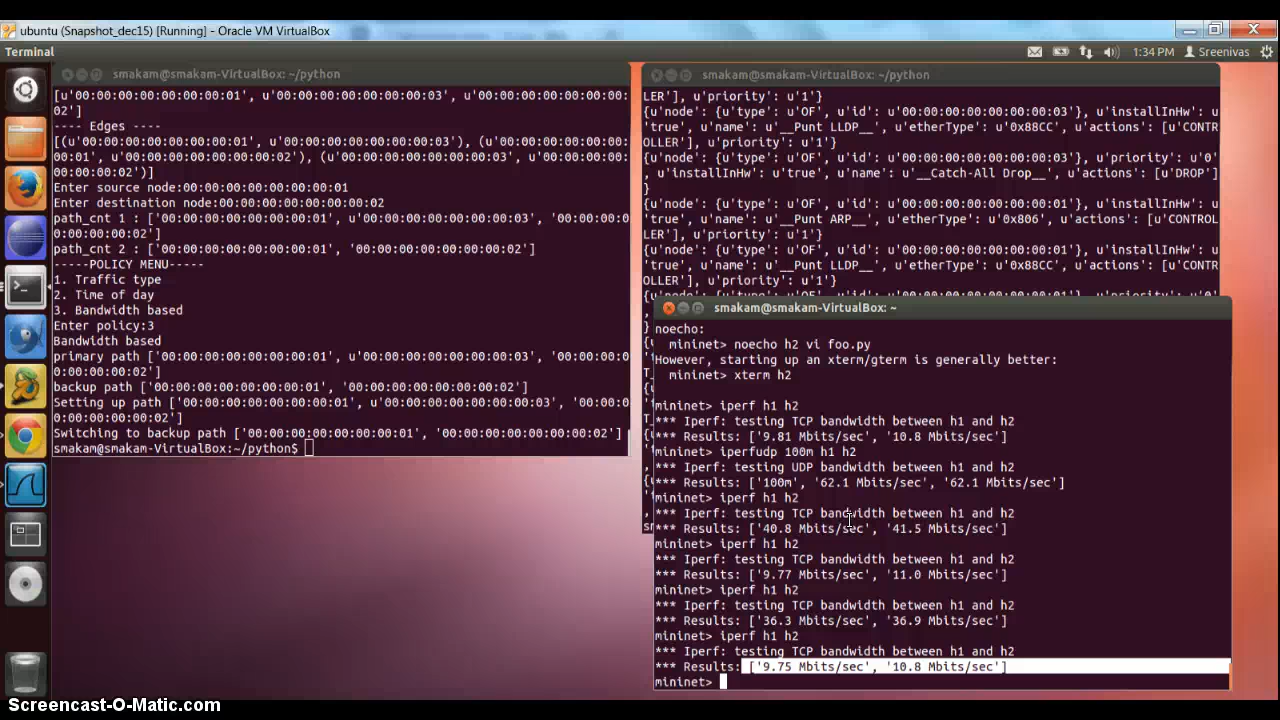 ubuntu (Snapshot_dec15) [Running] - Oracle VM VirtualBox
Terminal
1:34 PM Sreenivas
smakam@smakam-VirtualBox: ~/python
[u'00:00:00:00:00:00:00:01', u'00:00:00:00:00:00:00:03', u'00:00:00:00:00:00:00:
02']
---- Edges ----
[(u'00:00:00:00:00:00:00:01', u'00:00:00:00:00:00:00:03'), (u'00:00:00:00:00:00:
00:01', u'00:00:00:00:00:00:00:02'), (u'00:00:00:00:00:00:00:03', u'00:00:00:00:
00:00:00:02')]
Enter source node:00:00:00:00:00:00:00:01
Enter destination node:00:00:00:00:00:00:00:02
path_cnt 1 : ['00:00:00:00:00:00:00:01', u'00:00:00:00:00:00:00:03', '00:00:00:0
0:00:00:00:02']
path_cnt 2 : ['00:00:00:00:00:00:00:01', '00:00:00:00:00:00:00:02']
-----POLICY MENU-----
1. Traffic type
2. Time of day
3. Bandwidth based
Enter policy:3
Bandwidth based
primary path ['00:00:00:00:00:00:00:01', u'00:00:00:00:00:00:00:03', '00:00:00:0
0:00:00:00:02']
backup path ['00:00:00:00:00:00:00:01', '00:00:00:00:00:00:00:02']
Setting up path ['00:00:00:00:00:00:00:01', u'00:00:00:00:00:00:00:03', '00:00:0
0:00:00:00:00:02']
Switching to backup path ['00:00:00:00:00:00:00:01', '00:00:00:00:00:00:00:02']
smakam@smakam-VirtualBox:~/python$
smakam@smakam-VirtualBox: ~/python
LER'], u'priority': u'1'}
{u'node': {u'type': u'OF', u'id': u'00:00:00:00:00:00:00:03'}, u'installInHw': u
'true', u'name': u'__Punt LLDP__', u'etherType': u'0x88CC', u'actions': [u'CONTR
OLLER'], u'priority': u'1'}
{u'node': {u'type': u'OF', u'id': u'00:00:00:00:00:00:00:03'}, u'priority': u'0'
, u'installInHw': u'true', u'name': u'__Catch-All Drop__', u'actions': [u'DROP']
}
{u'node': {u'type': u'OF', u'id': u'00:00:00:00:00:00:00:01'}, u'installInHw': u
'true', u'name': u'__Punt ARP__', u'etherType': u'0x806', u'actions': [u'CONTROL
LER'], u'priority': u'1'}
{u'node': {u'type': u'OF', u'id': u'00:00:00:00:00:00:00:01'}, u'installInHw': u
'true', u'name': u'__Punt LLDP__', u'etherType': u'0x88CC', u'actions': [u'CONTR
OLLER'], u'priority': u'1'}
smakam@smakam-VirtualBox: ~
noecho:
mininet> noecho h2 vi foo.py
However, starting up an xterm/gterm is generally better:
mininet> xterm h2
mininet> iperf h1 h2
*** Iperf: testing TCP bandwidth between h1 and h2
*** Results: ['9.81 Mbits/sec', '10.8 Mbits/sec']
mininet> iperfudp 100m h1 h2
*** Iperf: testing UDP bandwidth between h1 and h2
*** Results: ['100m', '62.1 Mbits/sec', '62.1 Mbits/sec']
mininet> iperf h1 h2
*** Iperf: testing TCP bandwidth between h1 and h2
*** Results: ['40.8 Mbits/sec', '41.5 Mbits/sec']
mininet> iperf h1 h2
*** Iperf: testing TCP bandwidth between h1 and h2
*** Results: ['9.77 Mbits/sec', '11.0 Mbits/sec']
mininet> iperf h1 h2
*** Iperf: testing TCP bandwidth between h1 and h2
*** Results: ['36.3 Mbits/sec', '36.9 Mbits/sec']
mininet> iperf h1 h2
*** Iperf: testing TCP bandwidth between h1 and h2
*** Results: ['9.75 Mbits/sec', '10.8 Mbits/sec']
mininet>
Screencast-O-Matic.com